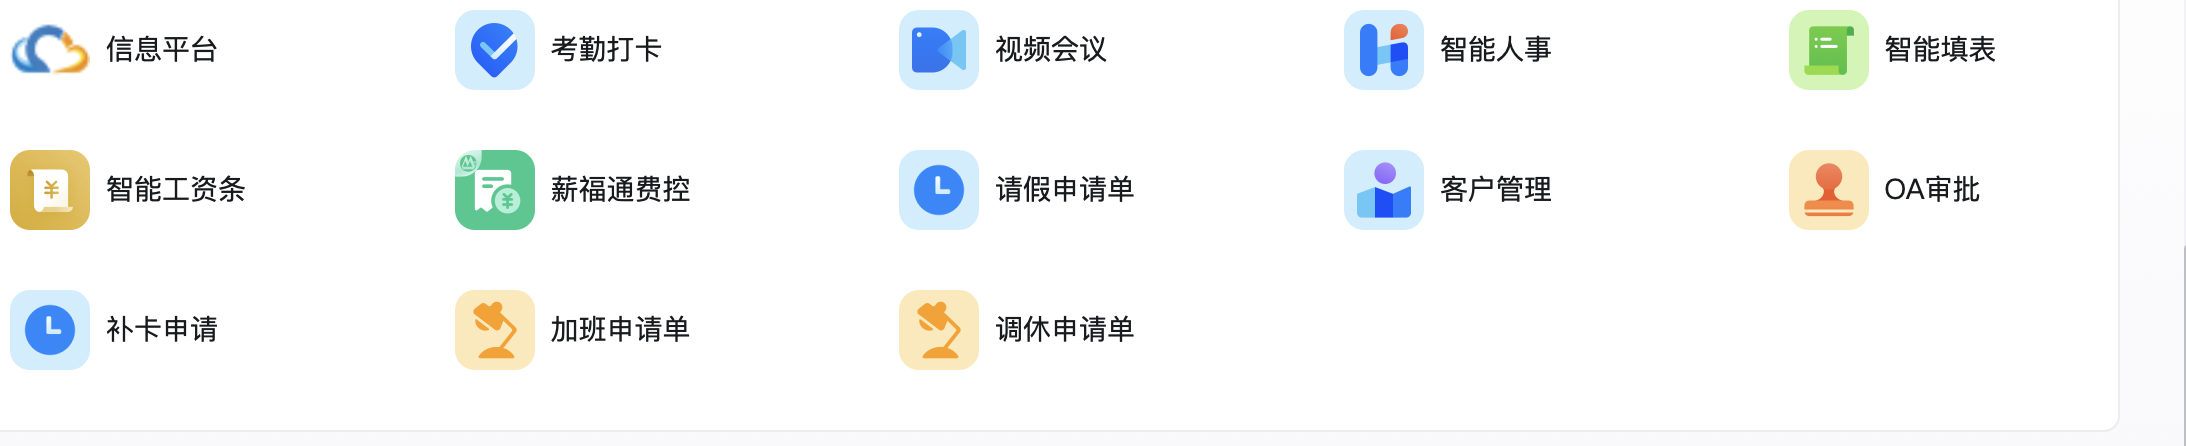 信息平台
考勤打卡
视频会议
智能人事
智能填表
智能工资条
薪福通费控
请假申请单
客户管理
OA审批
补卡申请
加班申请单
调休申请单